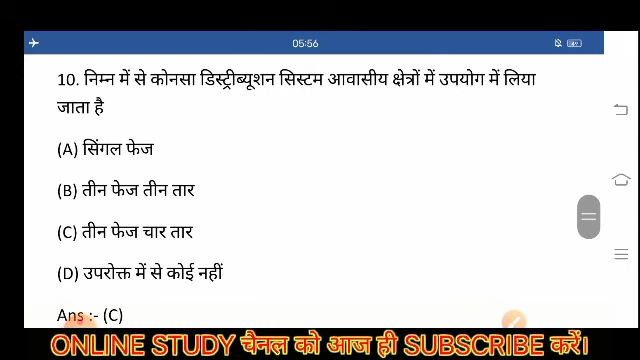 05:56
10. निम्न में से कोनसा डिस्ट्रीब्यूशन सिस्टम आवासीय क्षेत्रों में उपयोग में लिया
जाता है
(A) सिंगल फेज
(B) तीन फेज तीन तार
(C) तीन फेज चार तार
(D) उपरोक्त में से कोई नहीं
Ans :- (C)
ONLINE STUDY चैनल को आज ही SUBSCRIBE करें।